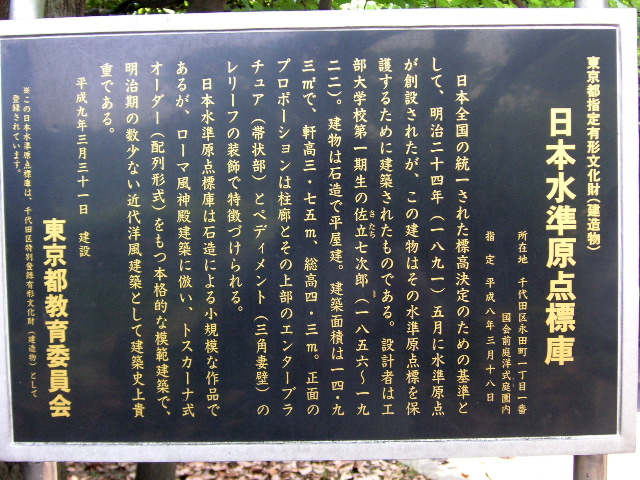 東京都指定有形文化財（建造物）
日本水準原点標庫
所在地　千代田区永田町一丁目一番
国会前庭洋式庭園内
指　定　平成八年三月十八日
日本全国の統一された標高決定のための基準と
して、明治二十四年（一八九一）五月に水準原点
が創設されたが、この建物はその水準原点標を保
護するために建築されたものである。設計者は工
部大学校第一期生の佐立七次郎（一八五六〜一九
さたち
二二）。建物は石造で平屋建。建築面積は一四・九
三㎡で、軒高三・七五ｍ、総高四・三ｍ。正面の
プロポーションは柱廊とその上部のエンターブラ
チュア（帯状部）とペディメント（三角妻壁）の
レリーフの装飾で特徴づけられる。
日本水準原点標庫は石造による小規模な作品で
あるが、ローマ風神殿建築に倣い、トスカーナ式
オーダー（配列形式）をもつ本格的な模範建築で、
明治期の数少ない近代洋風建築として建築史上貴
重である。
平成九年三月三十一日　建設
東京都教育委員会
※この日本水準原点標庫は、千代田区特別登録有形文化財（建造物）として
登録されています。